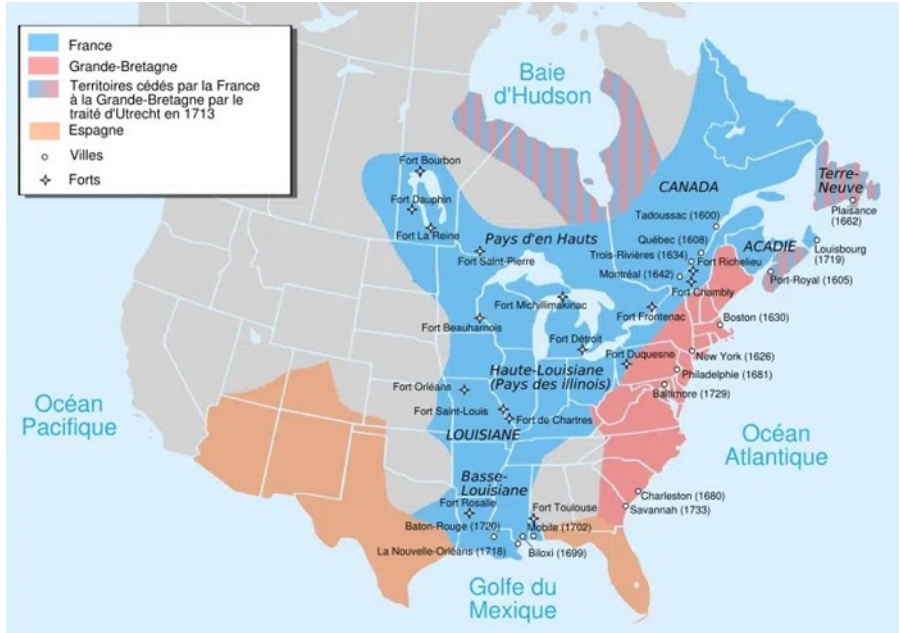 France
Grande-Bretagne
Territoires cédés par la France
à la Grande-Bretagne par le
traité d'Utrecht en 1713
Espagne
Villes
Forts
Baie
d'Hudson
Fort Bourbon
Fort Dauphin
Fort La Reine
Fort Saint-Pierre
Pays d'en Hauts
CANADA
Terre-
Neuve
Plaisance
(1662)
Tadoussac (1600)
Québec (1608)
ACADIE
Louisbourg
(1719)
Trois-Rivières (1634)
Fort Richelieu
Montréal (1642)
Port-Royal (1605)
Fort Chambly
Fort Michillimakinac
Fort Frontenac
Fort Beauharnois
Boston (1630)
Fort Détroit
Fort Duquesne
New York (1626)
Haute-Louisiane
(Pays des illinois)
Philadelphie (1681)
Fort Orléans
Baltimore (1729)
Fort Saint-Louis
Fort de Chartres
LOUISIANE
Océan
Pacifique
Océan
Atlantique
Basse-
Louisiane
Fort Rosalie
Fort Toulouse
Charleston (1680)
Savannah (1733)
Baton-Rouge (1720)
Mobile (1702)
La Nouvelle-Orléans (1718)
Biloxi (1699)
Golfe du
Mexique